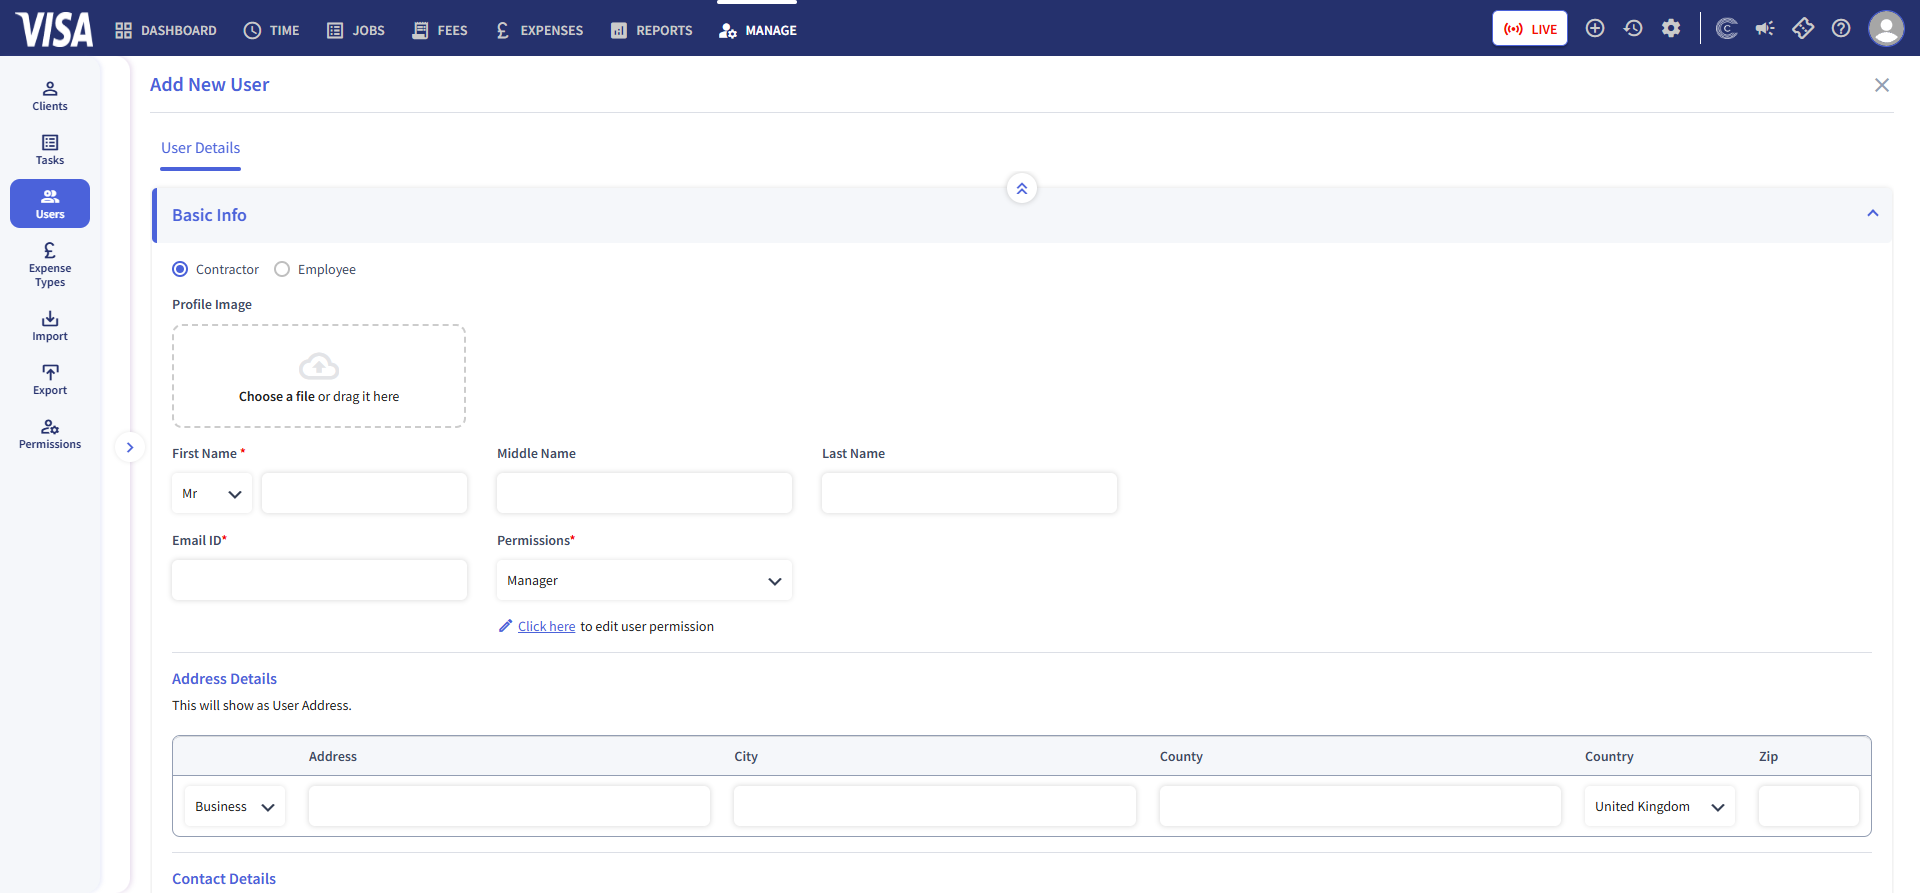 VISA
DASHBOARD
TIME
JOBS
FEES
EXPENSES
REPORTS
MANAGE
LIVE
Clients
Tasks
Users
Expense
Types
Import
Export
Permissions
Add New User
User Details
Basic Info
Contractor
Employee
Profile Image
Choose a file or drag it here
First Name *
Middle Name
Last Name
Mr
Email ID*
Permissions*
Manager
Click here to edit user permission
Address Details
This will show as User Address.
Address
City
County
Country
Zip
Business
United Kingdom
Contact Details